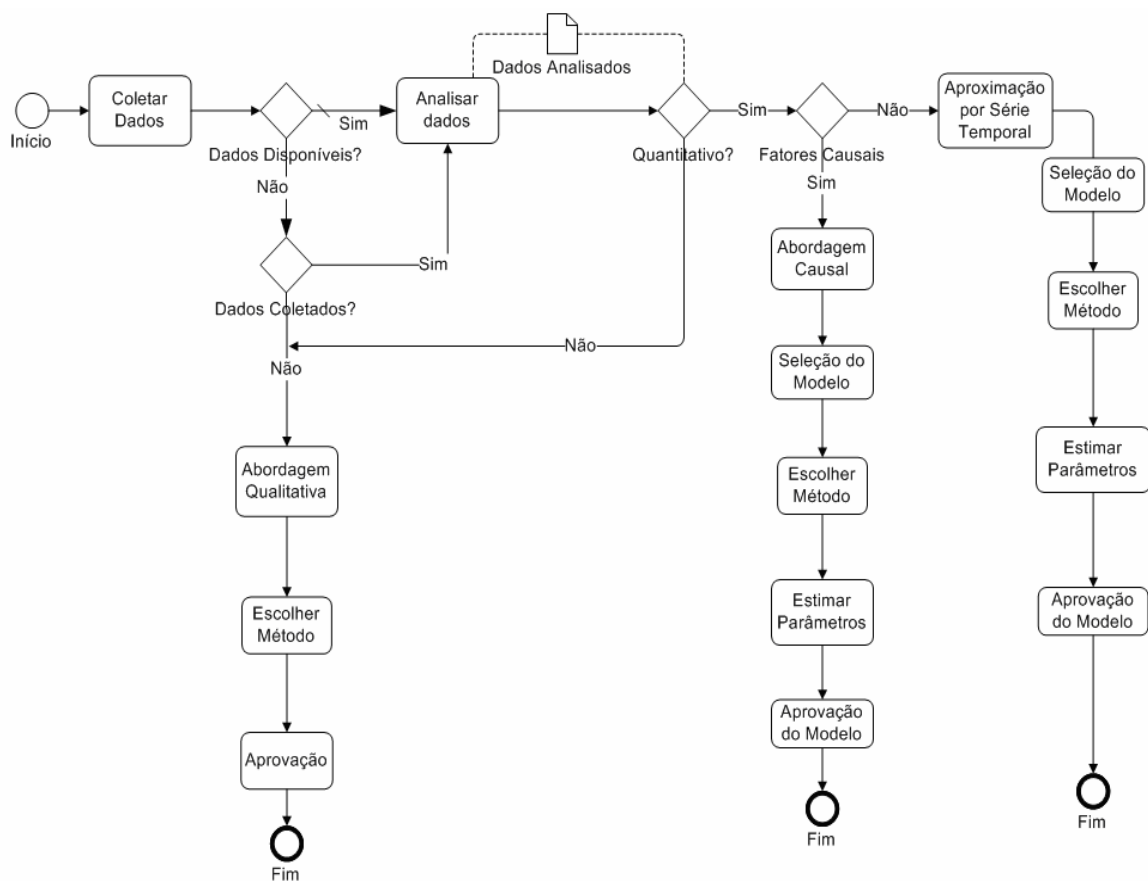 Início
Coletar
Dados
Dados Disponíveis?
Sim
Não
Analisar
dados
Dados Analisados
Quantitativo?
Sim
Fatores Causais
Não
Sim
Aproximação
por Série
Temporal
Seleção do
Modelo
Escolher
Método
Estimar
Parâmetros
Aprovação
do Modelo
Fim
Abordagem
Causal
Seleção do
Modelo
Escolher
Método
Estimar
Parâmetros
Aprovação
do Modelo
Fim
Dados Coletados?
Sim
Não
Não
Abordagem
Qualitativa
Escolher
Método
Aprovação
Fim